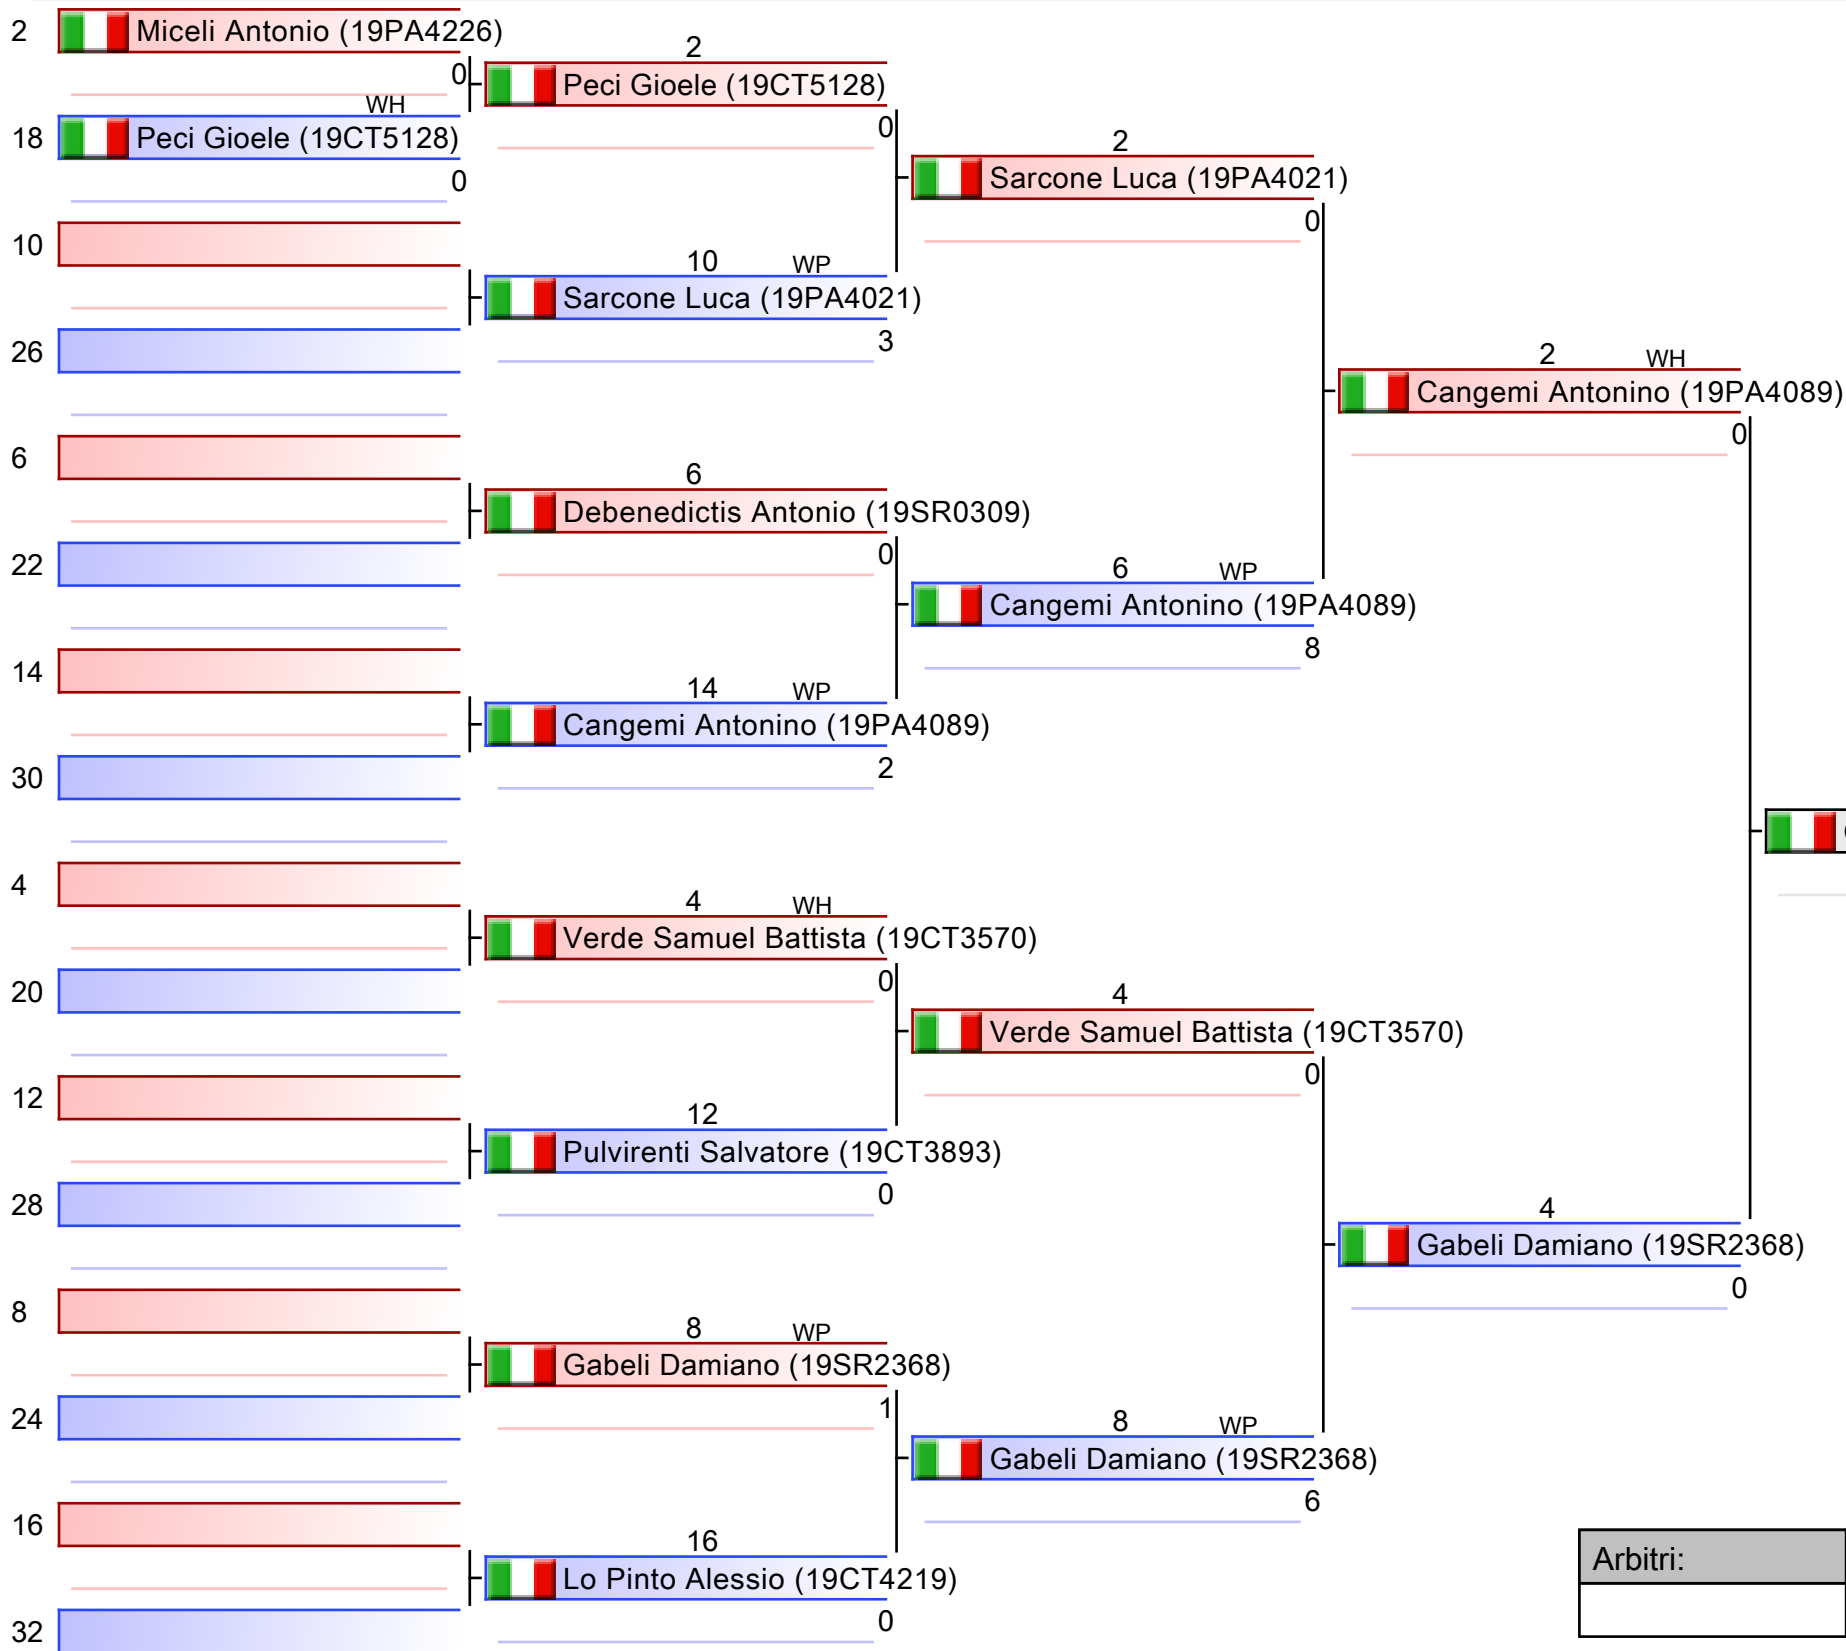 2 Miceli Antonio (19PA4226)
0
WH
18 Peci Gioele (19CT5128)
0
10
26
6
22
14
30
4
20
12
28
8
24
16
32
2
Peci Gioele (19CT5128)
0
10 WP
Sarcone Luca (19PA4021)
3
6
Debenedictis Antonio (19SR0309)
0
14 WP
Cangemi Antonino (19PA4089)
2
4 WH
Verde Samuel Battista (19CT3570)
0
12
Pulvirenti Salvatore (19CT3893)
0
8 WP
Gabeli Damiano (19SR2368)
1
16
Lo Pinto Alessio (19CT4219)
0
2
Sarcone Luca (19PA4021)
0
6 WP
Cangemi Antonino (19PA4089)
8
4
Verde Samuel Battista (19CT3570)
0
8 WP
Gabeli Damiano (19SR2368)
6
2 WH
Cangemi Antonino (19PA4089)
0
4
Gabeli Damiano (19SR2368)
0
Arbitri: